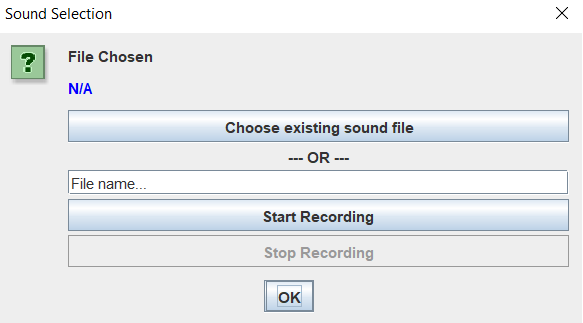 Sound Selection
File Chosen
N/A
Choose existing sound file
--- OR ---
File name...
Start Recording
Stop Recording
OK